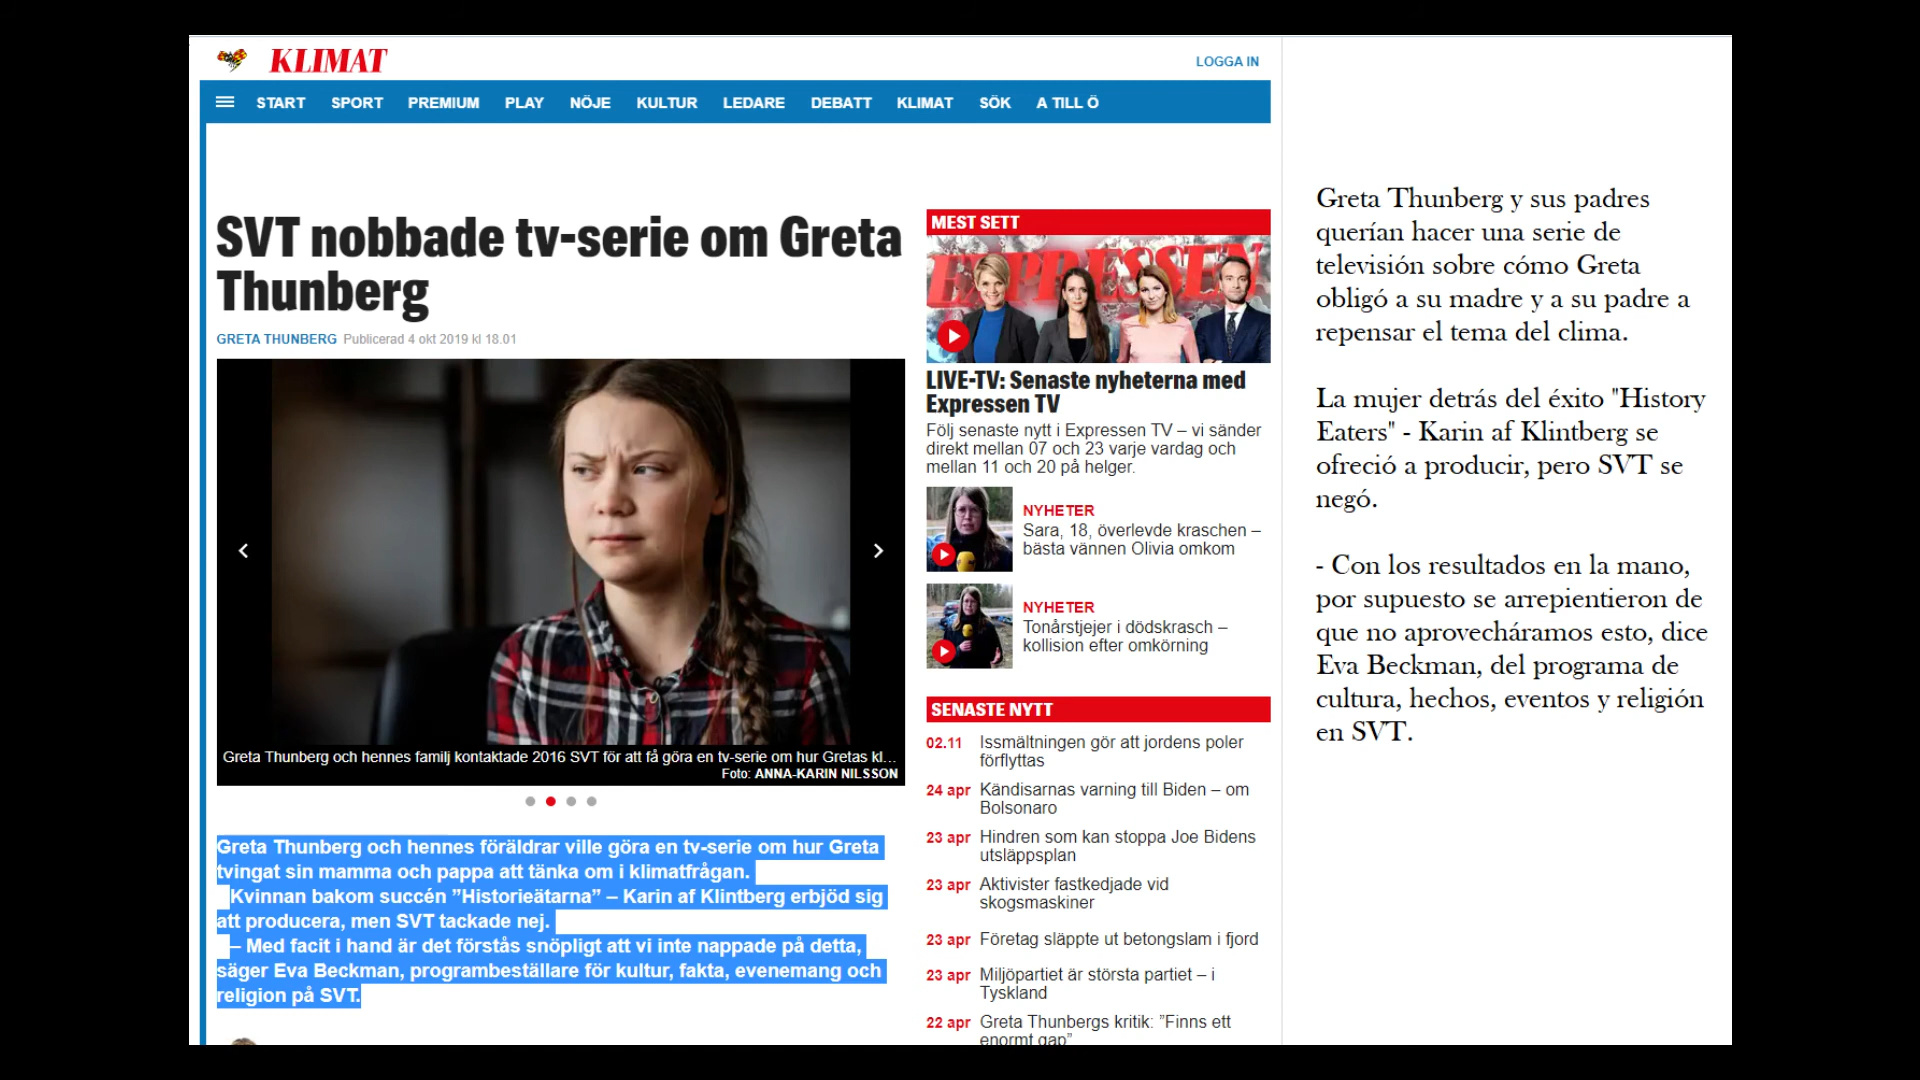 KLIMAT
LOGGA IN
START SPORT PREMIUM PLAY NÖJE KULTUR LEDARE DEBATT KLIMAT SÖK A TILL Ö
SVT nobbade tv-serie om Greta
Thunberg
GRETA THUNBERG Publicerad 4 okt 2019 kl 18.01
Greta Thunberg och hennes familj kontaktade 2016 SVT för att få göra en tv-serie om hur Gretas kl...
Foto: ANNA-KARIN NILSSON
Greta Thunberg och hennes föräldrar ville göra en tv-serie om hur Greta
tvingat sin mamma och pappa att tänka om i klimatfrågan.
Kvinnan bakom succén ”Historieätarna” – Karin af Klintberg erbjöd sig
att producera, men SVT tackade nej.
– Med facit i hand är det förstås snöpligt att vi inte nappade på detta,
säger Eva Beckman, programbeställare för kultur, fakta, evenemang och
religion på SVT.
MEST SETT
EXPRESSEN
LIVE-TV: Senaste nyheterna med
Expressen TV
Följ senaste nytt i Expressen TV – vi sänder
direkt mellan 07 och 23 varje vardag och
mellan 11 och 20 på helger.
NYHETER
Sara, 18, överlevde kraschen –
bästa vännen Olivia omkom
NYHETER
Tonårstjejer i dödskrasch –
kollision efter omkörning
SENASTE NYTT
02.11 Issmältningen gör att jordens poler
förflyttas
24 apr Kändisarnas varning till Biden – om
Bolsonaro
23 apr Hindren som kan stoppa Joe Bidens
utsläppsplan
23 apr Aktivister fastkedjade vid
skogsmaskiner
23 apr Företag släppte ut betongslam i fjord
23 apr Miljöpartiet är största partiet – i
Tyskland
22 apr Greta Thunbergs kritik: ”Finns ett
enormt gap”
Greta Thunberg y sus padres
querían hacer una serie de
televisión sobre cómo Greta
obligó a su madre y a su padre a
repensar el tema del clima.
La mujer detrás del éxito "History
Eaters" - Karin af Klintberg se
ofreció a producir, pero SVT se
negó.
- Con los resultados en la mano,
por supuesto se arrepientieron de
que no aprovecháramos esto, dice
Eva Beckman, del programa de
cultura, hechos, eventos y religión
en SVT.